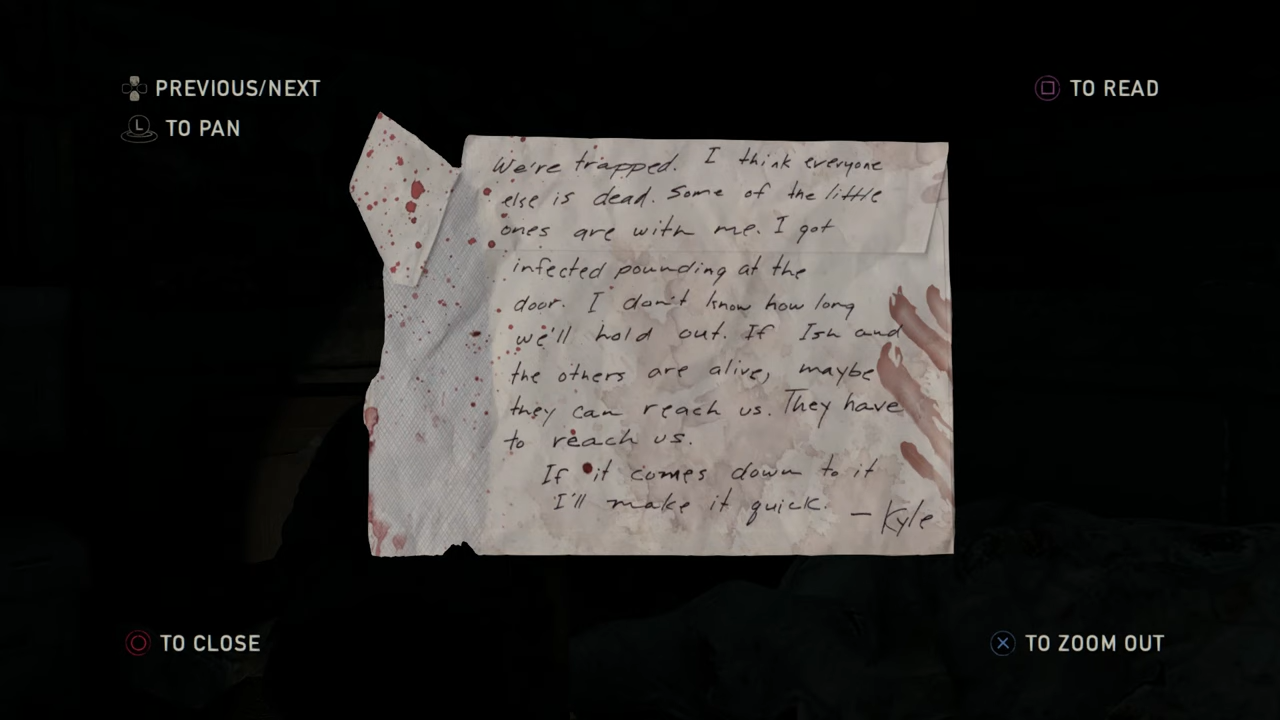 PREVIOUS/NEXT
L TO PAN
TO READ
We're trapped. I think everyone
else is dead. Some of the little
ones are with me. I got
infected pounding at the
door. I don't know how long
we'll hold out. If Ish and
the others are alive, maybe
they can reach us. They have
to reach us.
If it comes down to it
I'll make it quick. — Kyle
TO CLOSE
TO ZOOM OUT